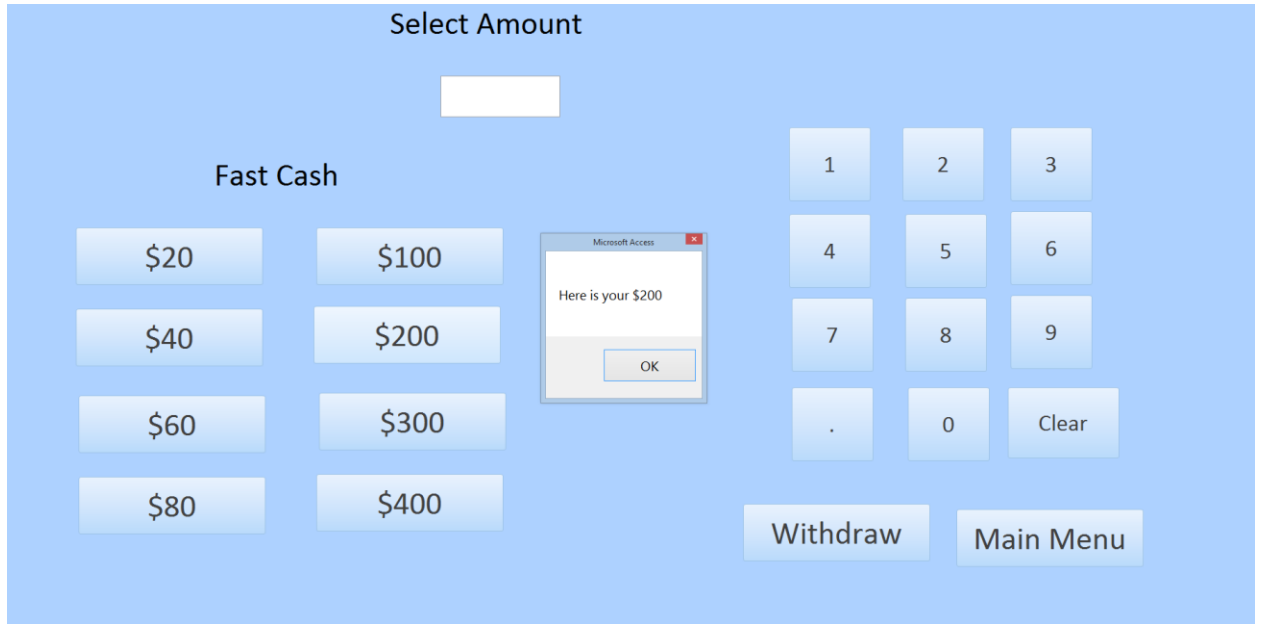 Select Amount
Fast Cash
$20
$100
$40
$200
$60
$300
$80
$400
Microsoft Access
Here is your $200
OK
1
2
3
4
5
6
7
8
9
.
0
Clear
Withdraw
Main Menu